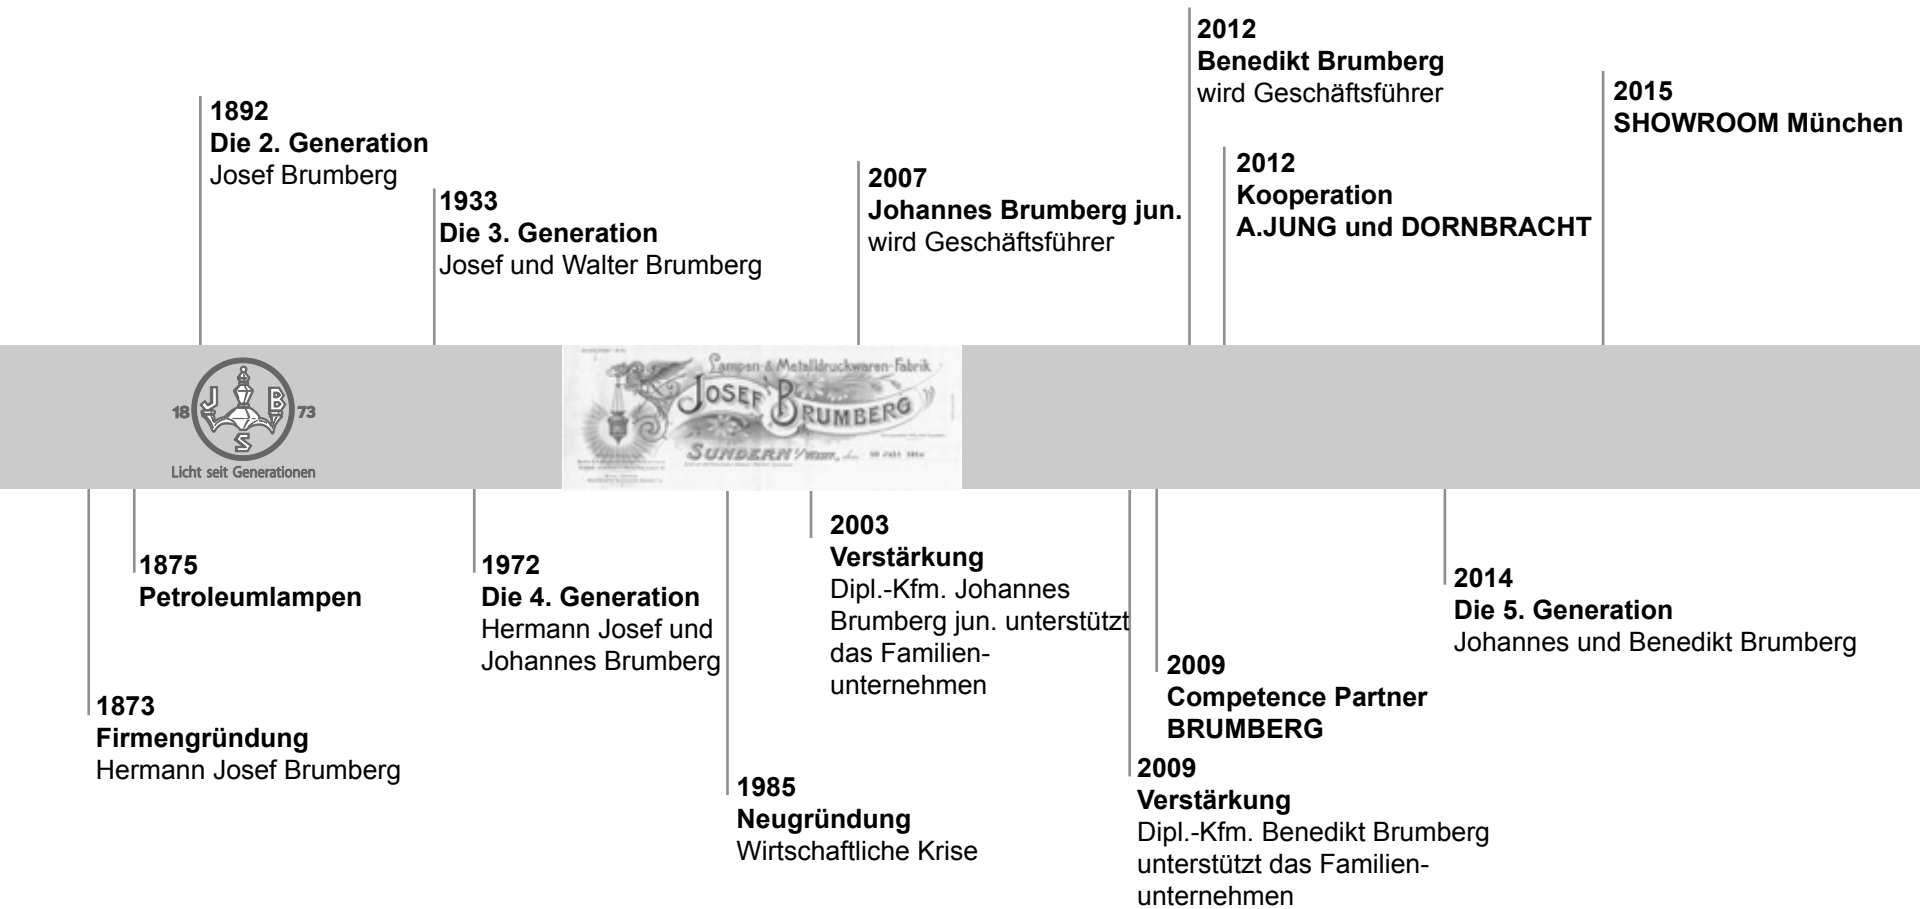 2012
Benedikt Brumberg
wird Geschäftsführer
2015
SHOWROOM München
1892
Die 2. Generation
Josef Brumberg
2012
Kooperation
A.JUNG und DORNBRACHT
2007
Johannes Brumberg jun.
wird Geschäftsführer
1933
Die 3. Generation
Josef und Walter Brumberg
J B
18 73
S
Licht seit Generationen
Lampen & Metalldruckwaren-Fabrik
JOSEF BRUMBERG
SUNDERN
1875
Petroleumlampen
1873
Firmengründung
Hermann Josef Brumberg
1972
Die 4. Generation
Hermann Josef und
Johannes Brumberg
1985
Neugründung
Wirtschaftliche Krise
2003
Verstärkung
Dipl.-Kfm. Johannes
Brumberg jun. unterstützt
das Familien-
unternehmen
2009
Competence Partner
BRUMBERG
2009
Verstärkung
Dipl.-Kfm. Benedikt Brumberg
unterstützt das Familien-
unternehmen
2014
Die 5. Generation
Johannes und Benedikt Brumberg